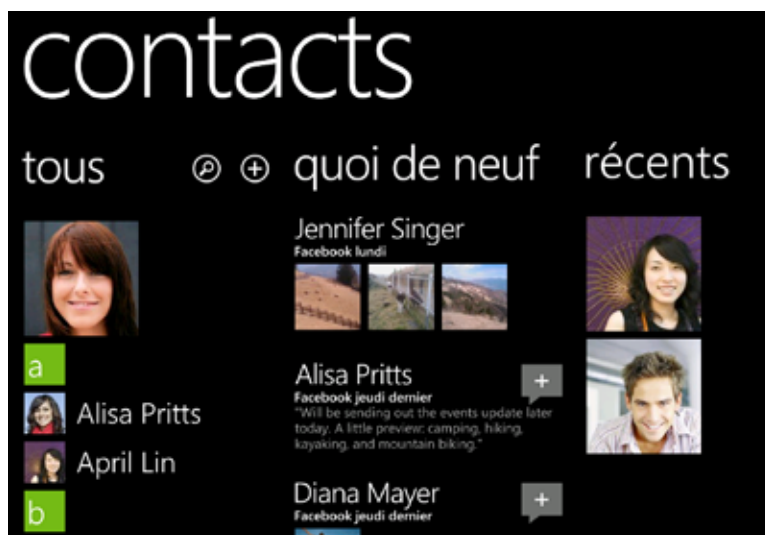 contacts
tous
a
Alisa Pritts
April Lin
b
quoi de neuf
Jennifer Singer
Facebook lundi
Alisa Pritts
Facebook jeudi dernier
"Will be sending out the events update later
today. A little preview: camping, hiking,
kayaking, and mountain biking."
Diana Mayer
Facebook jeudi dernier
récents